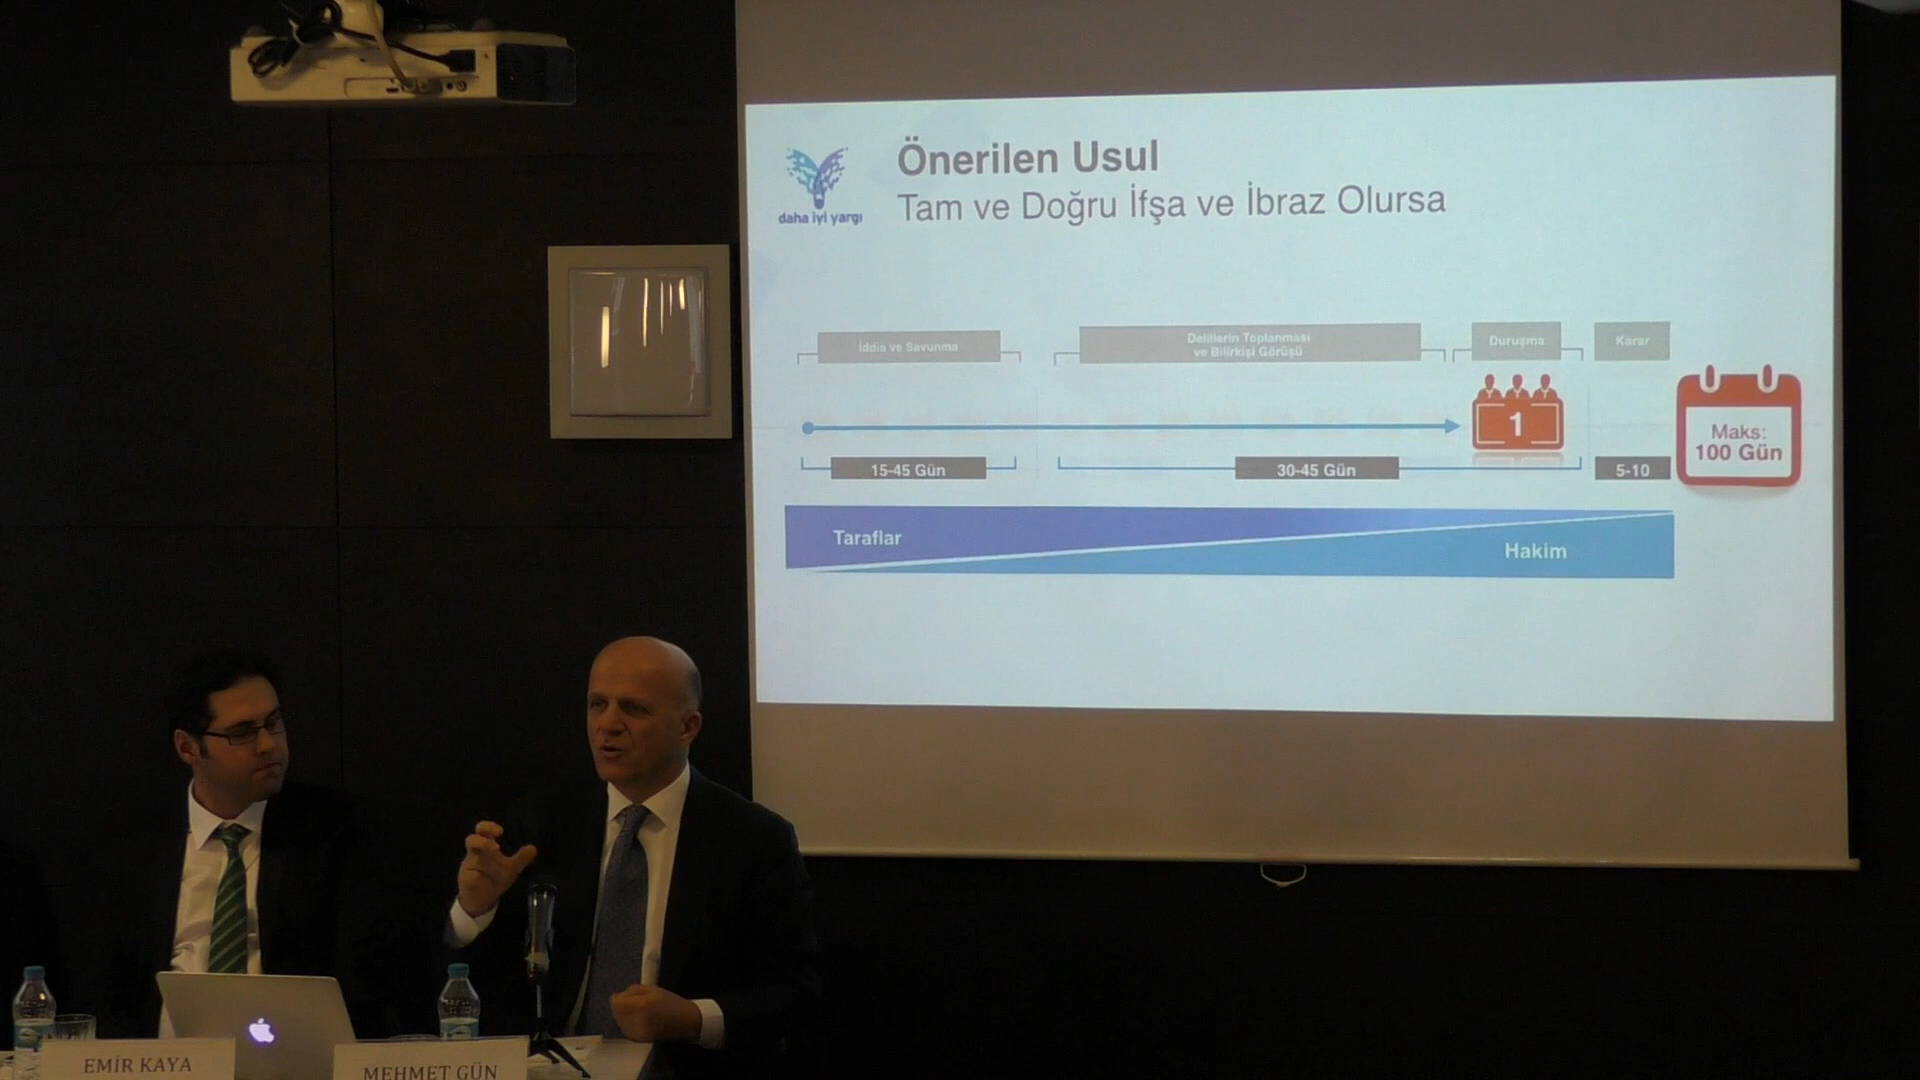 Önerilen Usul
Tam ve Doğru İfşa ve İbraz Olursa
daha iyi yargı
İddia ve Savunma
Delillerin Toplanması
ve Bilirkişi Görüşü
Duruşma
Karar
1
Maks:
100 Gün
15-45 Gün
30-45 Gün
5-10
Taraflar
Hakim
EMİR KAYA
MEHMET GÜN